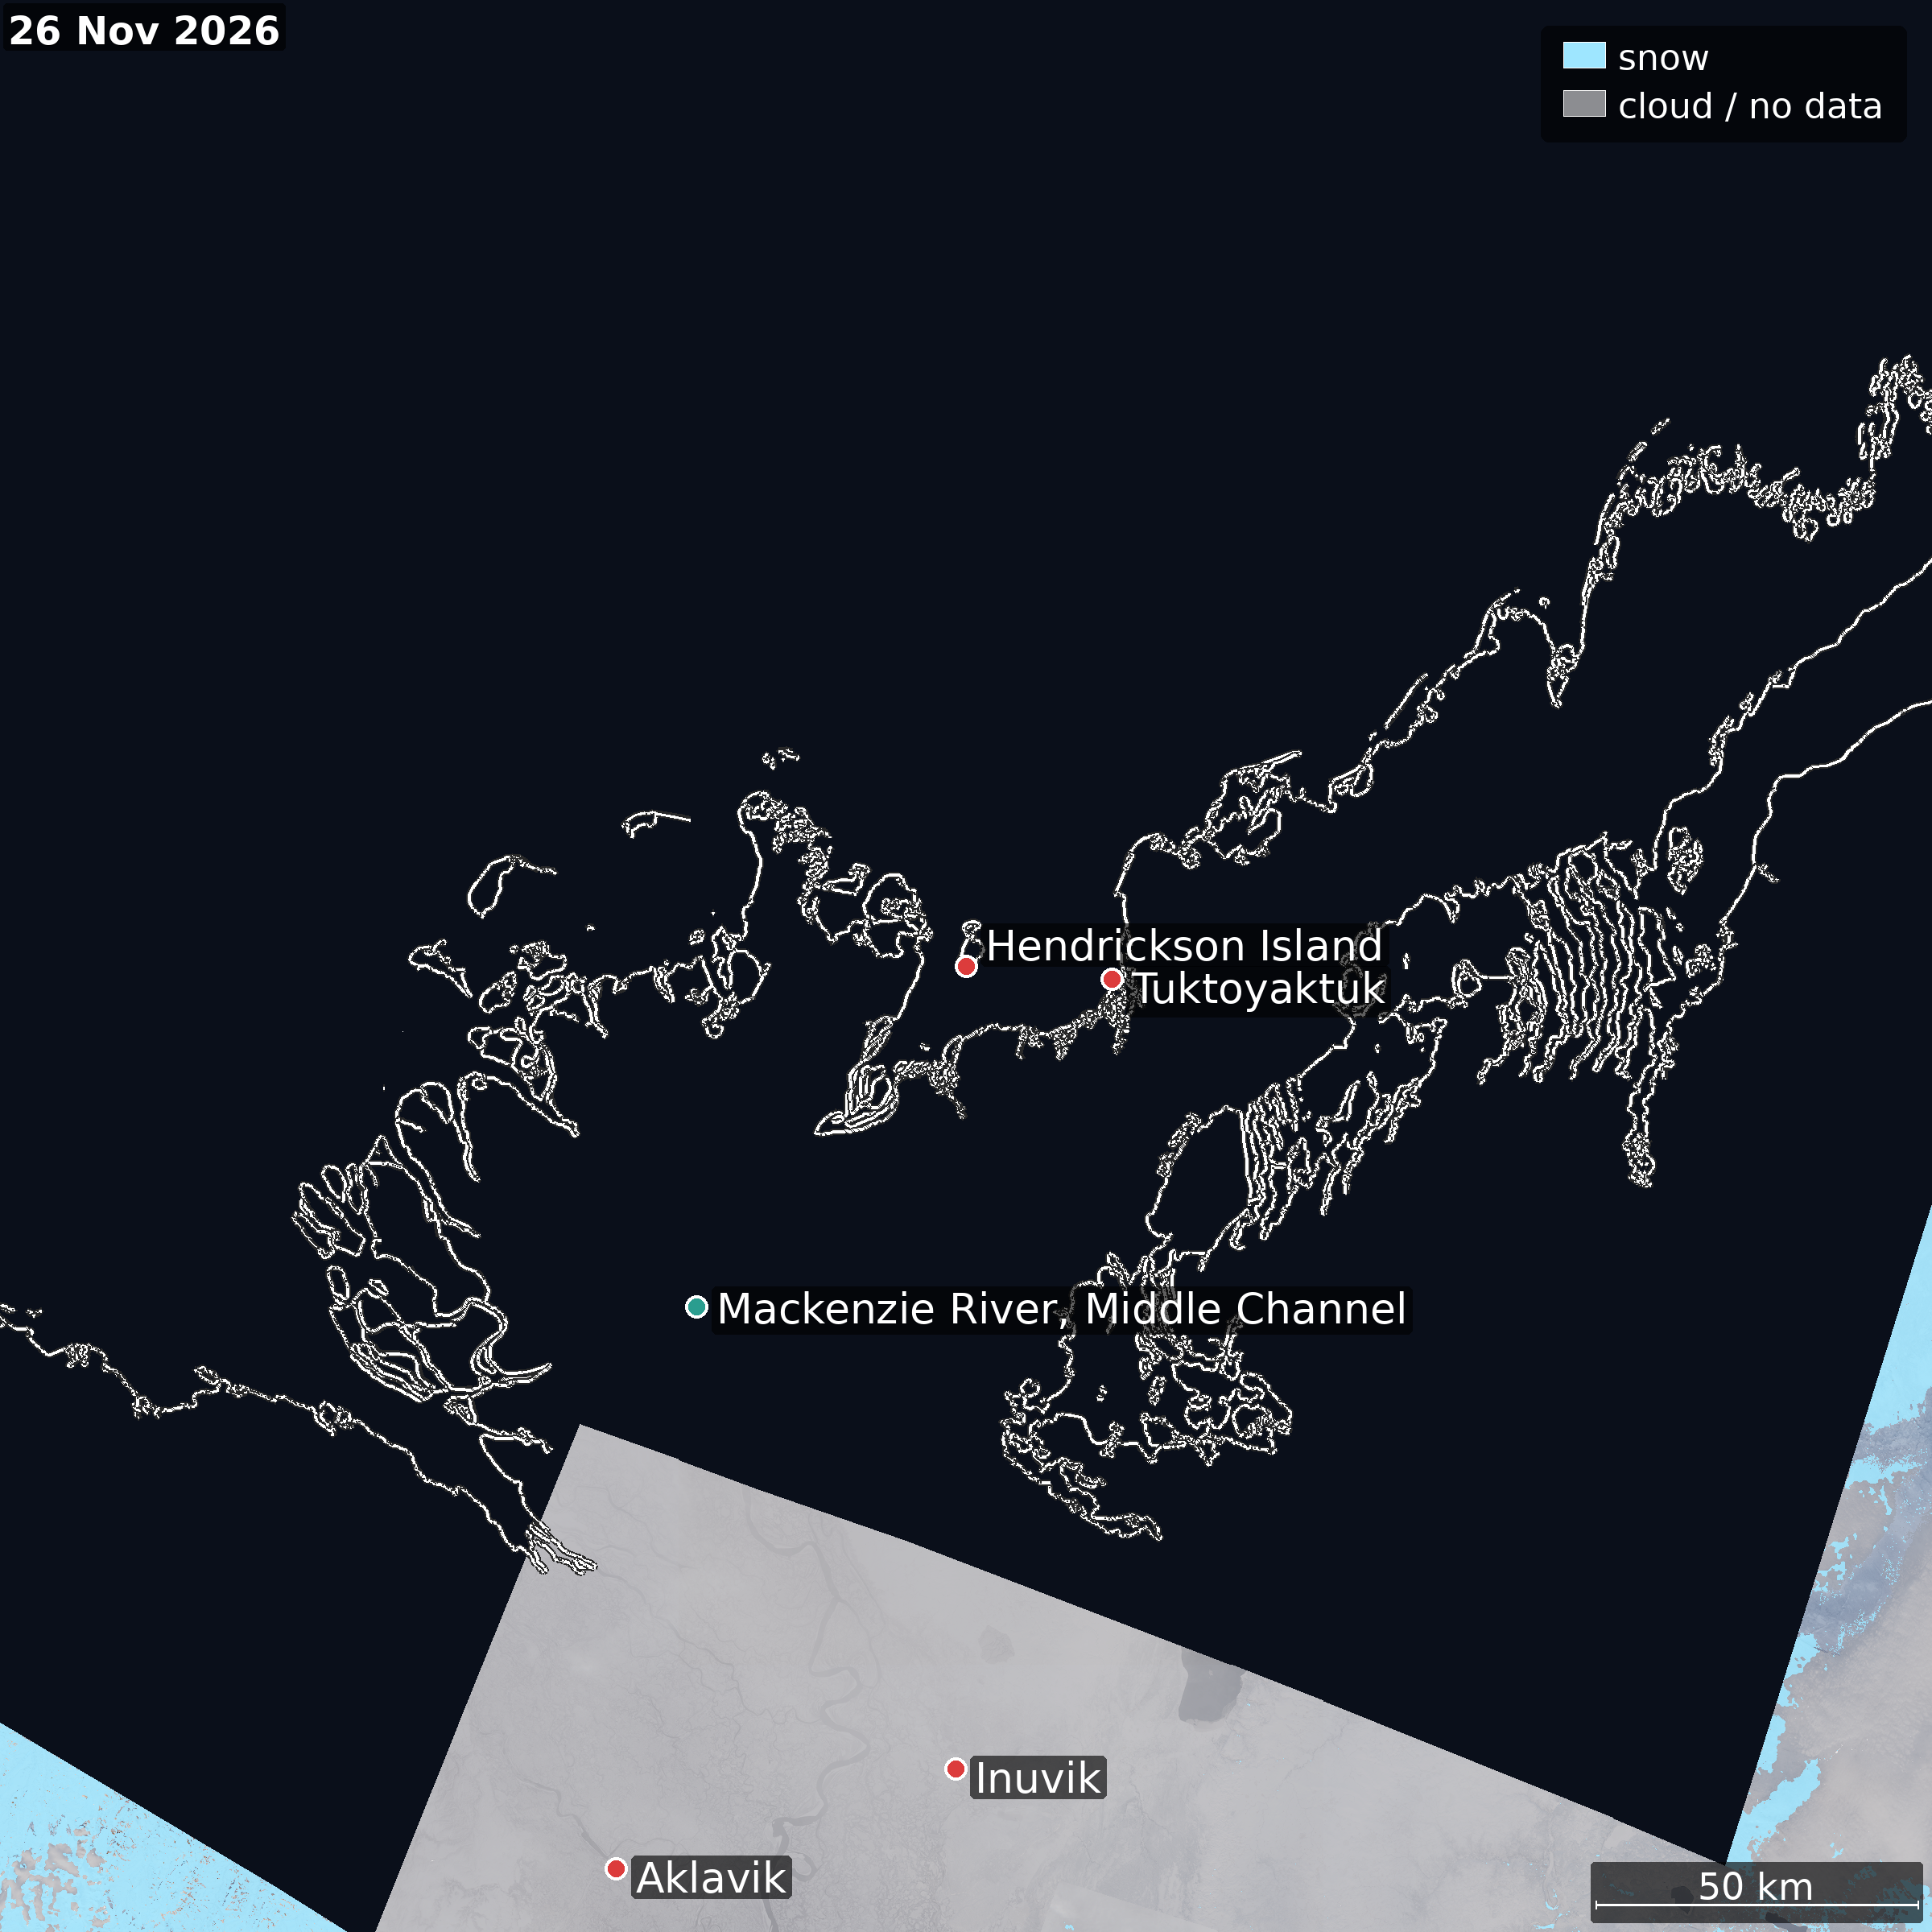 26 Nov 2026
snow
cloud / no data
Hendrickson Island
Tuktoyaktuk
Mackenzie River, Middle Channel
Inuvik
Aklavik
50 km